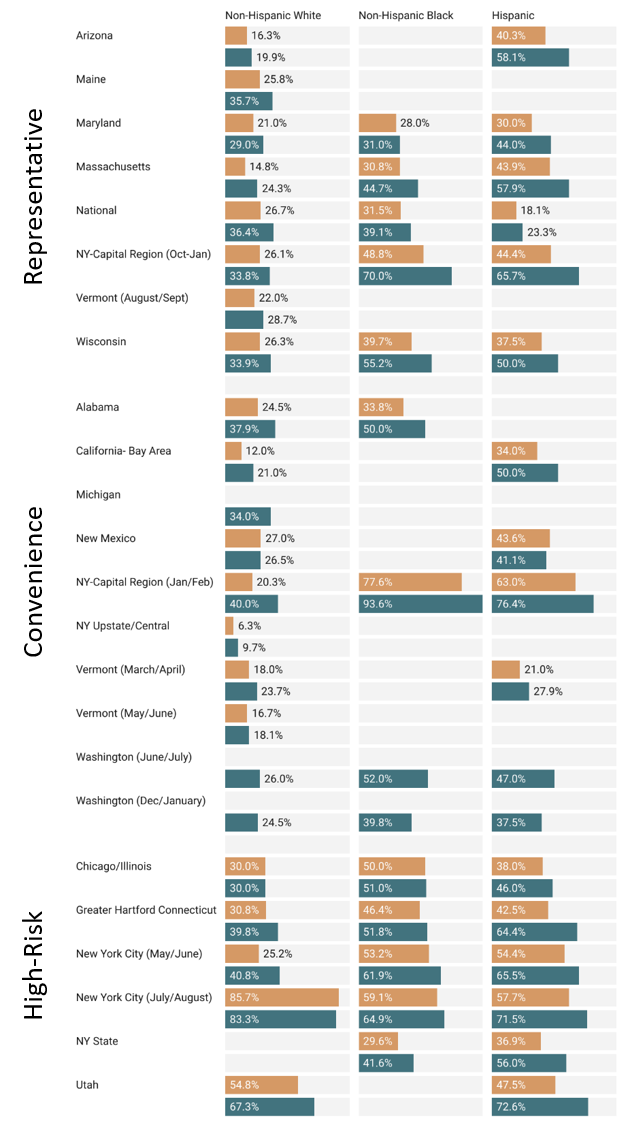 Non-Hispanic White Non-Hispanic Black Hispanic
Representative
Arizona 16.3% 40.3%
19.9% 58.1%
Maine 25.8%
35.7%
Maryland 21.0% 28.0% 30.0%
29.0% 31.0% 44.0%
Massachusetts 14.8% 30.8% 43.9%
24.3% 44.7% 57.9%
National 26.7% 31.5% 18.1%
36.4% 39.1% 23.3%
NY-Capital Region (Oct-Jan) 26.1% 48.8% 44.4%
33.8% 70.0% 65.7%
Vermont (August/Sept) 22.0%
28.7%
Wisconsin 26.3% 39.7% 37.5%
33.9% 55.2% 50.0%
Convenience
Alabama 24.5% 33.8%
37.9% 50.0%
California- Bay Area 12.0% 34.0%
21.0% 50.0%
Michigan
34.0%
New Mexico 27.0% 43.6%
26.5% 41.1%
NY-Capital Region (Jan/Feb) 20.3% 77.6% 63.0%
40.0% 93.6% 76.4%
NY Upstate/Central 6.3%
9.7%
Vermont (March/April) 18.0% 21.0%
23.7% 27.9%
Vermont (May/June) 16.7%
18.1%
Washington (June/July)
26.0% 52.0% 47.0%
Washington (Dec/January)
24.5% 39.8% 37.5%
High-Risk
Chicago/Illinois 30.0% 50.0% 38.0%
30.0% 51.0% 46.0%
Greater Hartford Connecticut 30.8% 46.4% 42.5%
39.8% 51.8% 64.4%
New York City (May/June) 25.2% 53.2% 54.4%
40.8% 61.9% 65.5%
New York City (July/August) 85.7% 59.1% 57.7%
83.3% 64.9% 71.5%
NY State 29.6% 36.9%
41.6% 56.0%
Utah 54.8% 47.5%
67.3% 72.6%